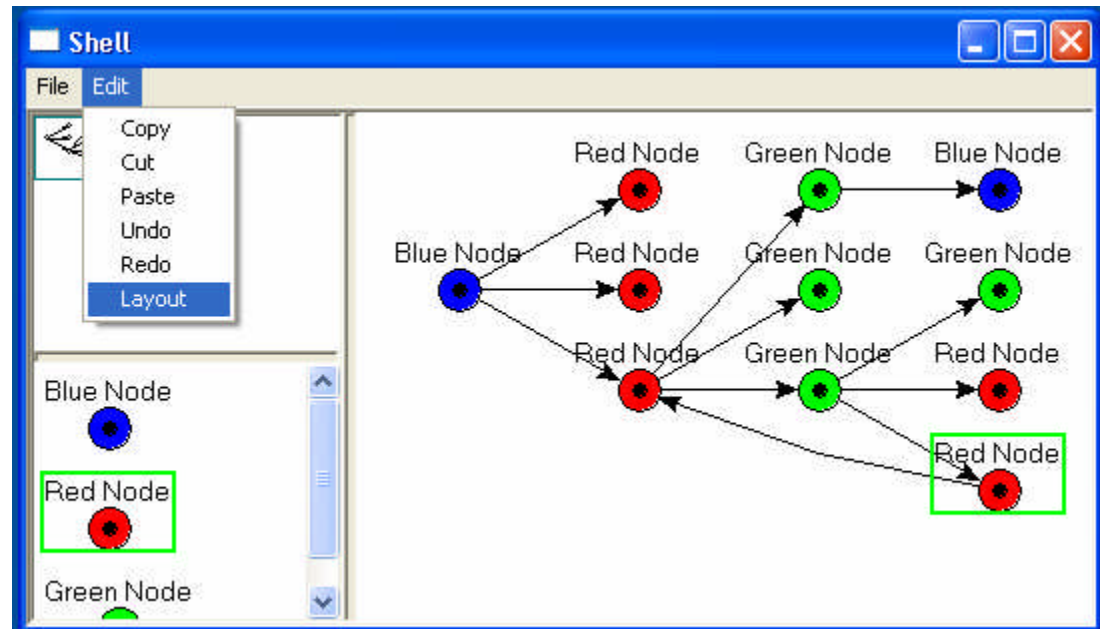 Shell
File Edit
Copy
Cut
Paste
Undo
Redo
Layout
Blue Node
Red Node
Green Node
Red Node Green Node Blue Node
Blue Node Red Node Green Node Green Node
Red Node Green Node Red Node
Red Node